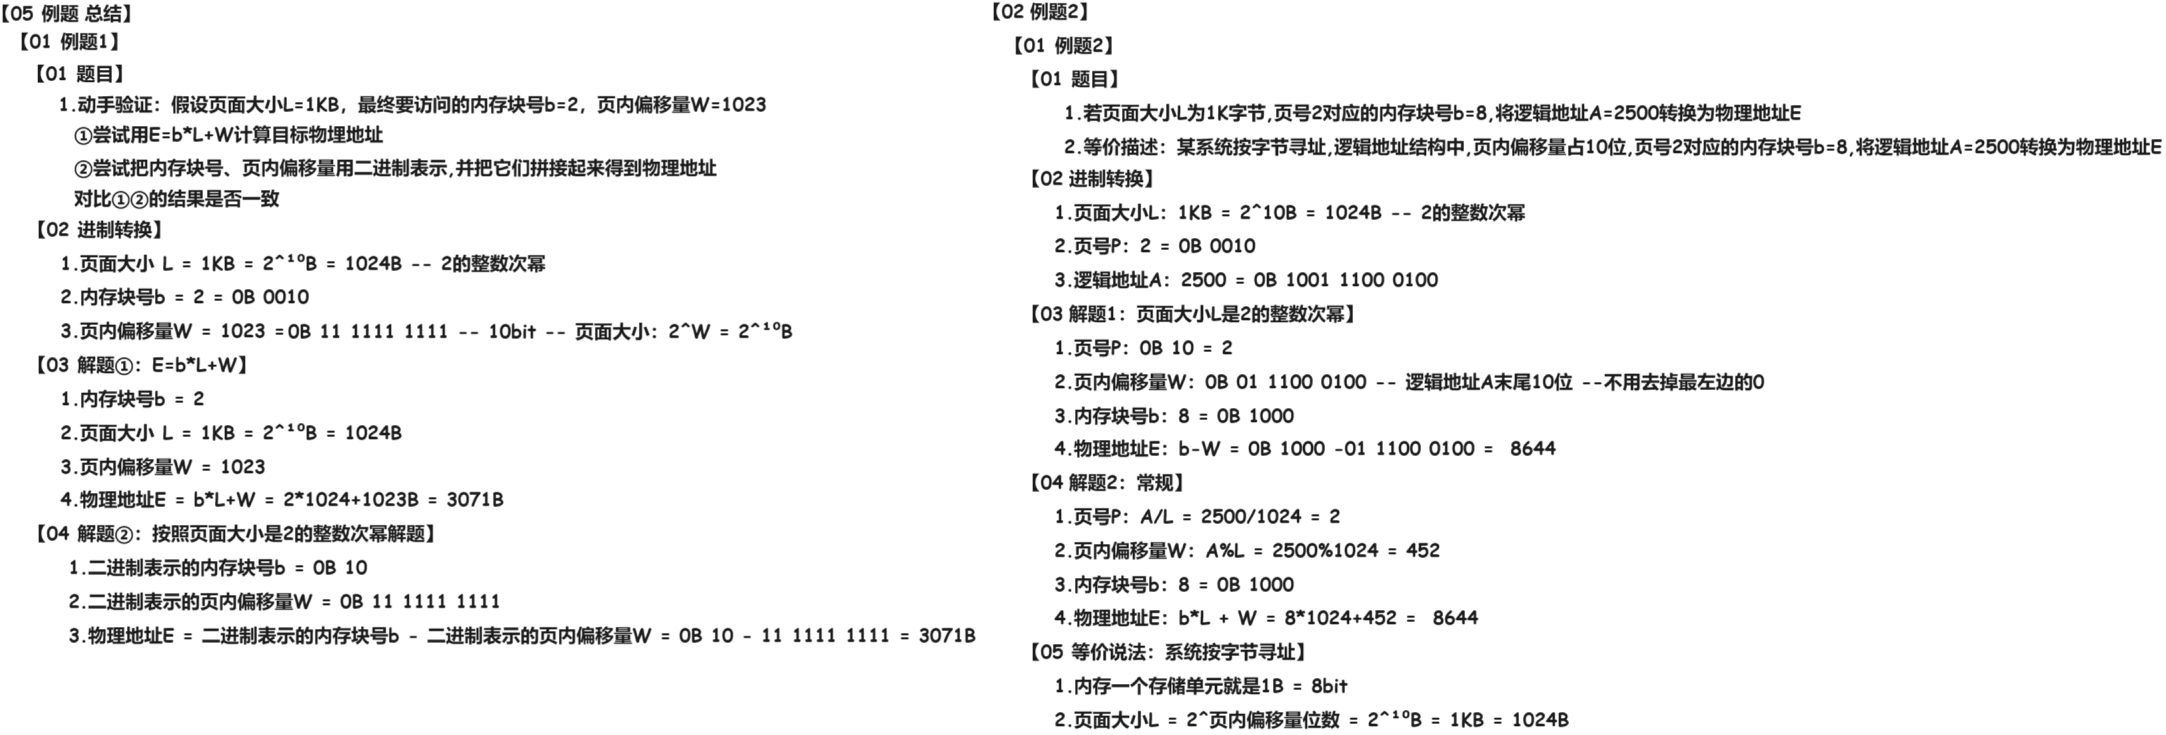 【05 例题 总结】
【01 例题1】
【01 题目】
1.动手验证：假设页面大小L=1KB，最终要访问的内存块号b=2，页内偏移量W=1023
①尝试用E=b*L+W计算目标物理地址
②尝试把内存块号、页内偏移量用二进制表示,并把它们拼接起来得到物理地址
对比①②的结果是否一致
【02 进制转换】
1.页面大小 L = 1KB = 2^¹⁰B = 1024B -- 2的整数次幂
2.内存块号b = 2 = 0B 0010
3.页内偏移量W = 1023 =0B 11 1111 1111 -- 10bit -- 页面大小：2^W = 2^¹⁰B
【03 解题①：E=b*L+W】
1.内存块号b = 2
2.页面大小 L = 1KB = 2^¹⁰B = 1024B
3.页内偏移量W = 1023
4.物理地址E = b*L+W = 2*1024+1023B = 3071B
【04 解题②：按照页面大小是2的整数次幂解题】
1.二进制表示的内存块号b = 0B 10
2.二进制表示的页内偏移量W = 0B 11 1111 1111
3.物理地址E = 二进制表示的内存块号b - 二进制表示的页内偏移量W = 0B 10 - 11 1111 1111 = 3071B
【02 例题2】
【01 例题2】
【01 题目】
1.若页面大小L为1K字节,页号2对应的内存块号b=8,将逻辑地址A=2500转换为物理地址E
2.等价描述：某系统按字节寻址,逻辑地址结构中,页内偏移量占10位,页号2对应的内存块号b=8,将逻辑地址A=2500转换为物理地址E
【02 进制转换】
1.页面大小L：1KB = 2^10B = 1024B -- 2的整数次幂
2.页号P：2 = 0B 0010
3.逻辑地址A：2500 = 0B 1001 1100 0100
【03 解题1：页面大小L是2的整数次幂】
1.页号P：0B 10 = 2
2.页内偏移量W：0B 01 1100 0100 -- 逻辑地址A末尾10位 --不用去掉最左边的0
3.内存块号b：8 = 0B 1000
4.物理地址E：b-W = 0B 1000 -01 1100 0100 = 8644
【04 解题2：常规】
1.页号P：A/L = 2500/1024 = 2
2.页内偏移量W：A%L = 2500%1024 = 452
3.内存块号b：8 = 0B 1000
4.物理地址E：b*L + W = 8*1024+452 = 8644
【05 等价说法：系统按字节寻址】
1.内存一个存储单元就是1B = 8bit
2.页面大小L = 2^页内偏移量位数 = 2^¹⁰B = 1KB = 1024B